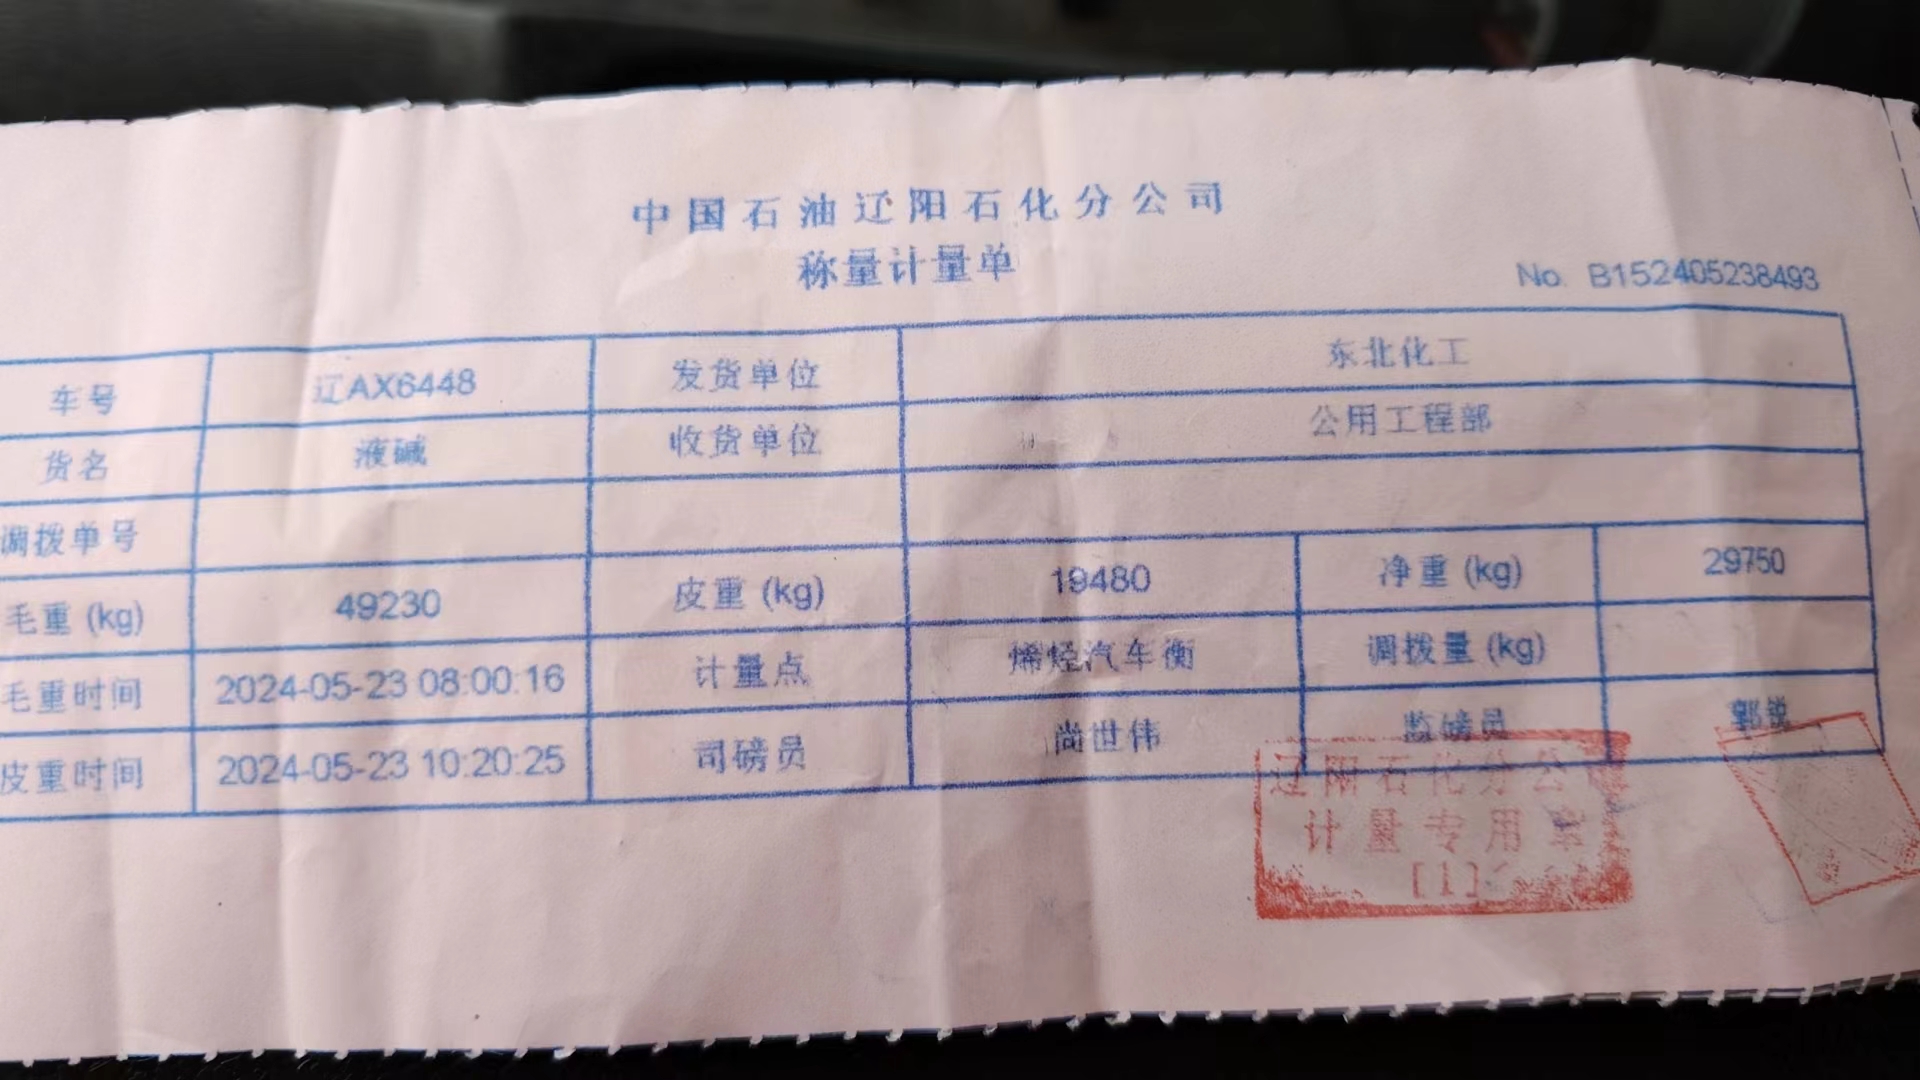 中国石油辽阳石化分公司
称量计量单
No. B152405238493
车号 辽AX6448 发货单位 东北化工
货名 液碱 收货单位 公用工程部
调拨单号
毛重 (kg) 49230 皮重 (kg) 19480 净重 (kg) 29750
毛重时间 2024-05-23 08:00:16 计量点 烯烃汽车衡 调拨量 (kg)
皮重时间 2024-05-23 10:20:25 司磅员 尚世伟 监磅员 郭锐
辽阳石化分公司
计量专用章
[1]